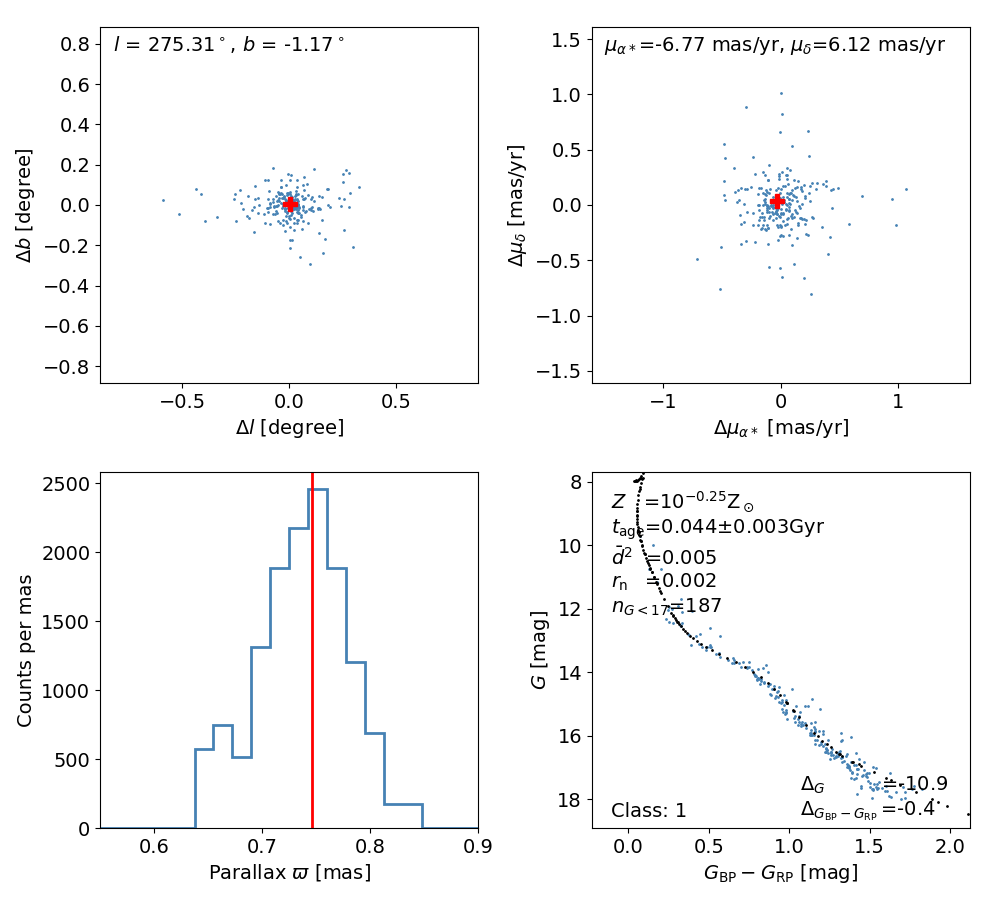 l = 275.31°, b = -1.17°
0.8
0.6
0.4
0.2
0.0
−0.2
−0.4
−0.6
−0.8
Δb [degree]
−0.5 0.0 0.5
Δl [degree]
μα*=-6.77 mas/yr, μδ=6.12 mas/yr
1.5
1.0
0.5
0.0
−0.5
−1.0
−1.5
Δμδ [mas/yr]
−1 0 1
Δμα* [mas/yr]
2500
2000
1500
1000
500
0
Counts per mas
0.6 0.7 0.8 0.9
Parallax ϖ [mas]
8
10
12
14
16
18
G [mag]
Z =10^−0.25 Z⊙
tage=0.044±0.003Gyr
d̄² =0.005
rn =0.002
nG<17=187
ΔG =-10.9
ΔGBP−GRP =-0.4
Class: 1
0.0 0.5 1.0 1.5 2.0
GBP − GRP [mag]